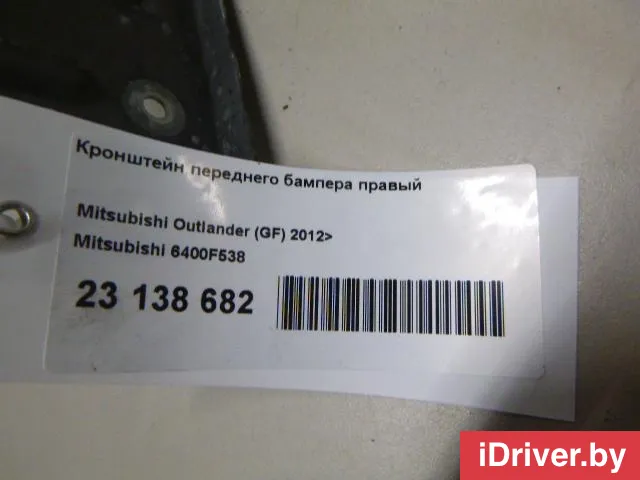 Кронштейн переднего бампера правый
Mitsubishi Outlander (GF) 2012>
Mitsubishi 6400F538
23 138 682
iDriver.by